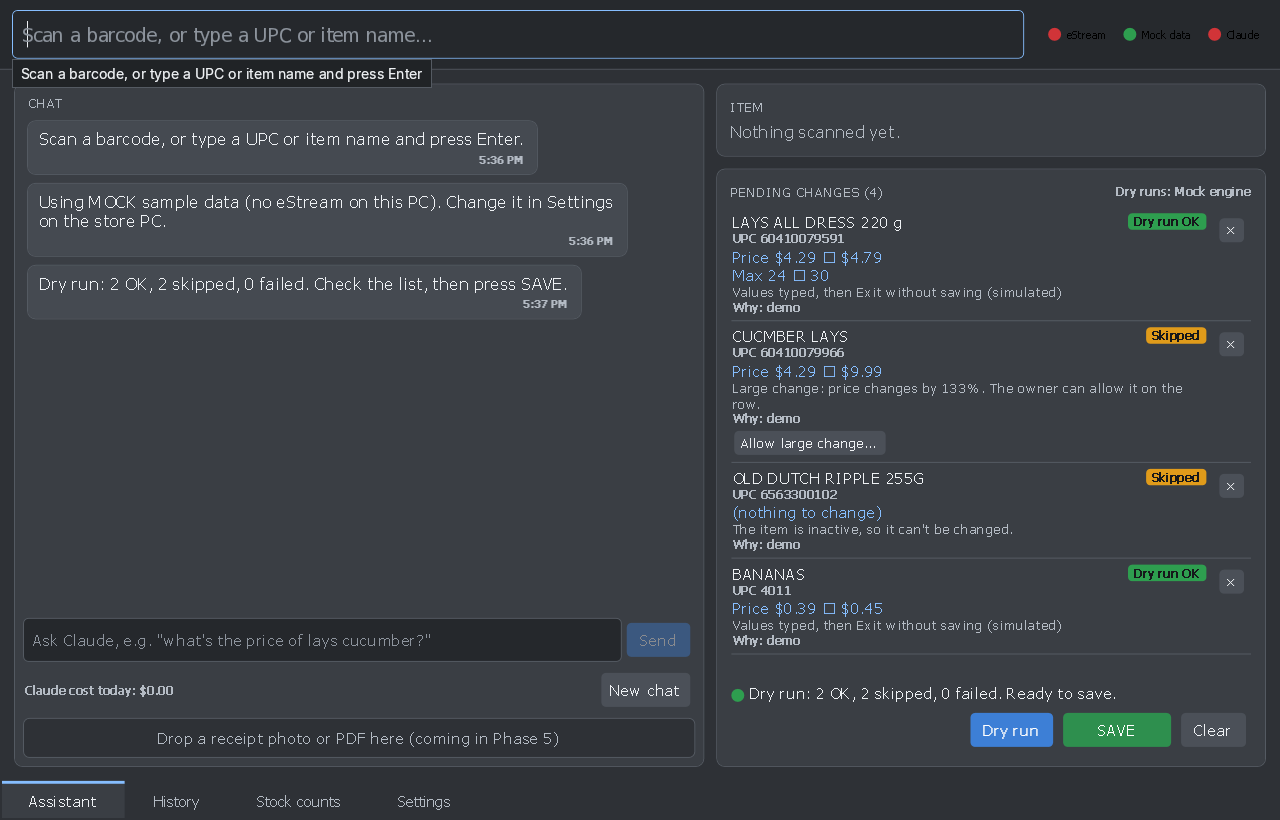 Scan a barcode, or type a UPC or item name...
eStream
Mock data
Claude
Scan a barcode, or type a UPC or item name and press Enter
CHAT
Scan a barcode, or type a UPC or item name and press Enter.
5:36 PM
Using MOCK sample data (no eStream on this PC). Change it in Settings
on the store PC.
5:36 PM
Dry run: 2 OK, 2 skipped, 0 failed. Check the list, then press SAVE.
5:37 PM
Ask Claude, e.g. "what's the price of lays cucumber?"
Send
Claude cost today: $0.00
New chat
Drop a receipt photo or PDF here (coming in Phase 5)
ITEM
Nothing scanned yet.
PENDING CHANGES (4)
Dry runs: Mock engine
LAYS ALL DRESS 220 g
Dry run OK
×
UPC 60410079591
Price $4.29 □ $4.79
Max 24 □ 30
Values typed, then Exit without saving (simulated)
Why: demo
CUCMBER LAYS
Skipped
×
UPC 60410079966
Price $4.29 □ $9.99
Large change: price changes by 133%. The owner can allow it on the
row.
Why: demo
Allow large change...
OLD DUTCH RIPPLE 255G
Skipped
×
UPC 6563300102
(nothing to change)
The item is inactive, so it can't be changed.
Why: demo
BANANAS
Dry run OK
×
UPC 4011
Price $0.39 □ $0.45
Values typed, then Exit without saving (simulated)
Why: demo
Dry run: 2 OK, 2 skipped, 0 failed. Ready to save.
Dry run
SAVE
Clear
Assistant
History
Stock counts
Settings